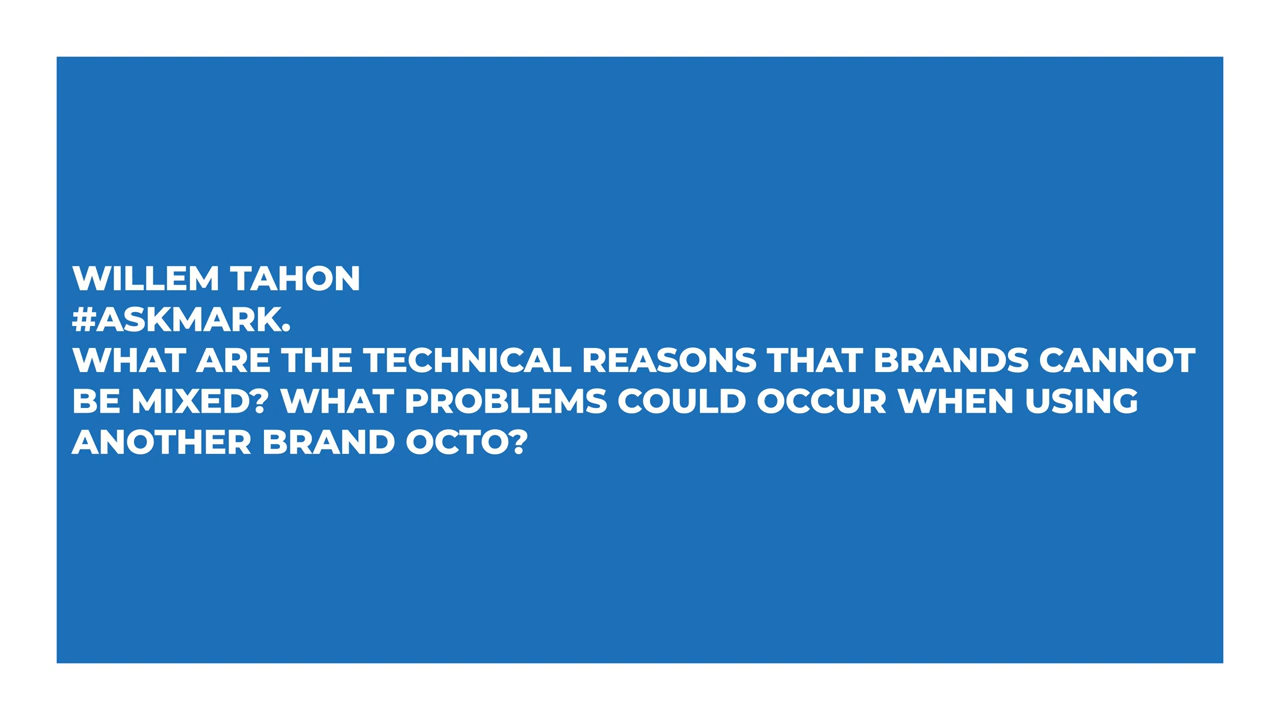 WILLEM TAHON
#ASKMARK.
WHAT ARE THE TECHNICAL REASONS THAT BRANDS CANNOT
BE MIXED? WHAT PROBLEMS COULD OCCUR WHEN USING
ANOTHER BRAND OCTO?